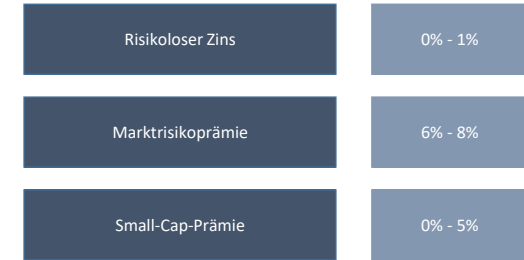 Risikoloser Zins 0% - 1%
Marktrisikoprämie 6% - 8%
Small-Cap-Prämie 0% - 5%